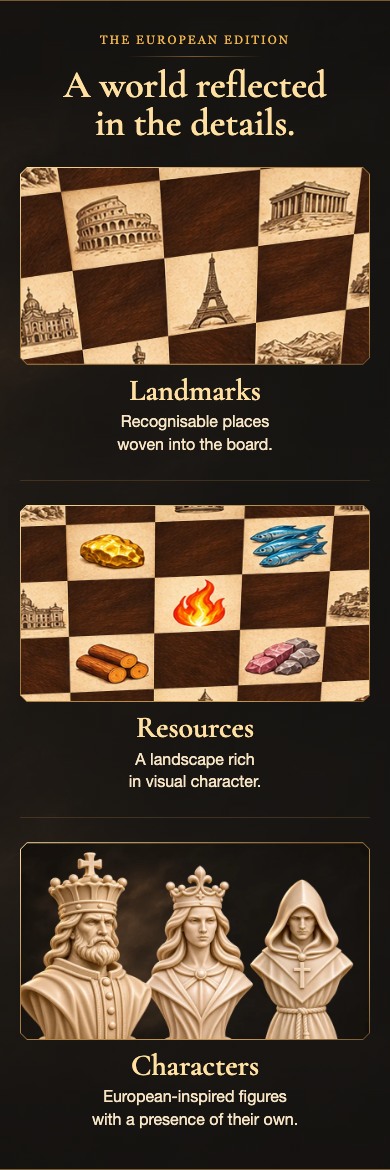 THE EUROPEAN EDITION
A world reflected
in the details.
Landmarks
Recognisable places
woven into the board.
Resources
A landscape rich
in visual character.
Characters
European-inspired figures
with a presence of their own.